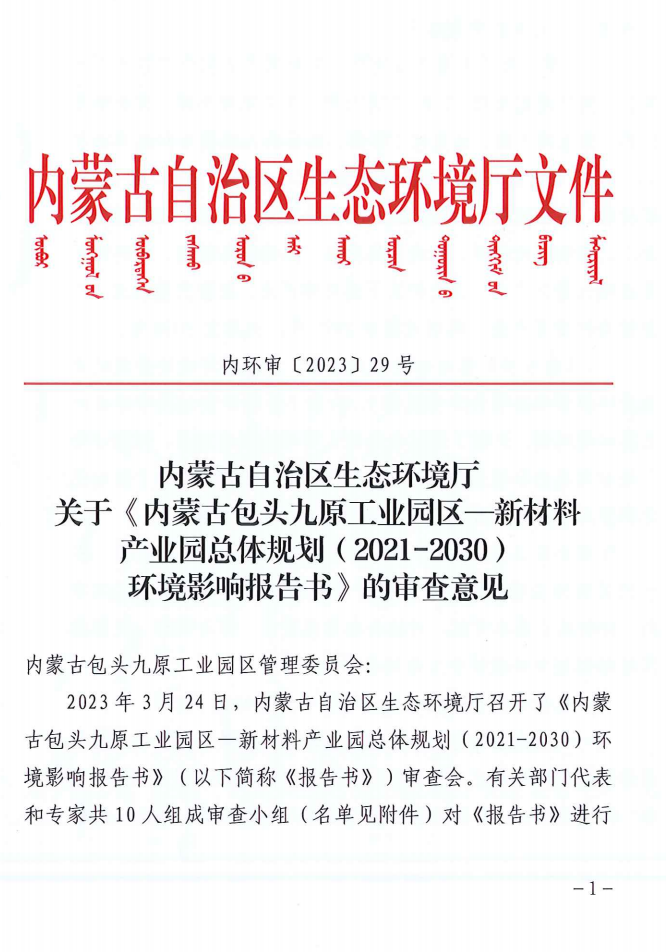 内蒙古自治区生态环境厅文件
内环审〔2023〕29 号
内蒙古自治区生态环境厅
关于《内蒙古包头九原工业园区—新材料
产业园总体规划（2021-2030）
环境影响报告书》的审查意见
内蒙古包头九原工业园区管理委员会：
2023 年 3 月 24 日，内蒙古自治区生态环境厅召开了《内蒙
古包头九原工业园区—新材料产业园总体规划（2021-2030）环
境影响报告书》（以下简称《报告书》）审查会。有关部门代表
和专家共 10 人组成审查小组（名单见附件）对《报告书》进行
－1－